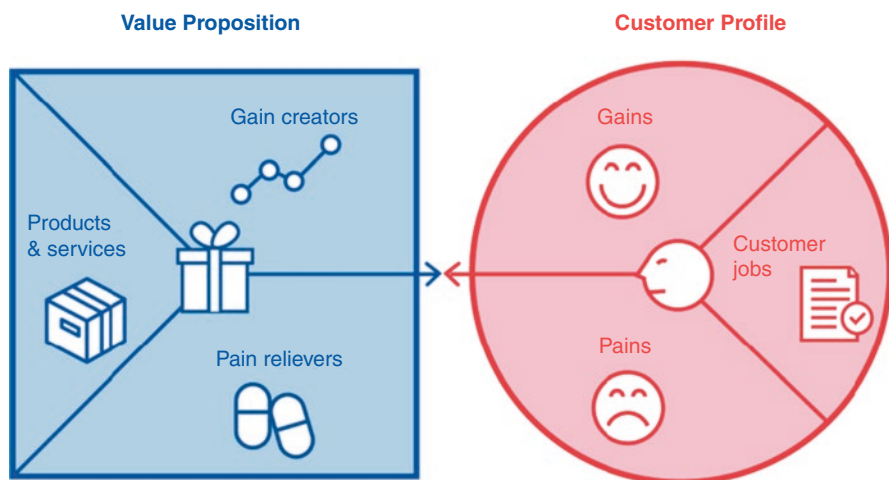 Value Proposition
Customer Profile
Gain creators
Products
& services
Pain relievers
Gains
Customer
jobs
Pains